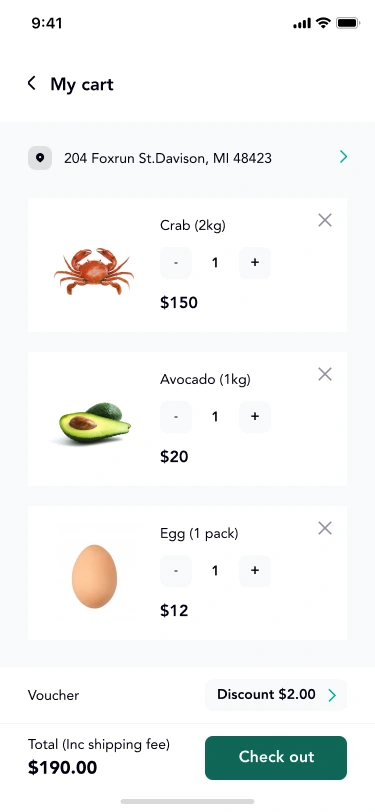 9:41
My cart
204 Foxrun St.Davison, MI 48423
Crab (2kg)
- 1 +
$150
Avocado (1kg)
- 1 +
$20
Egg (1 pack)
- 1 +
$12
Voucher Discount $2.00
Total (Inc shipping fee)
$190.00
Check out